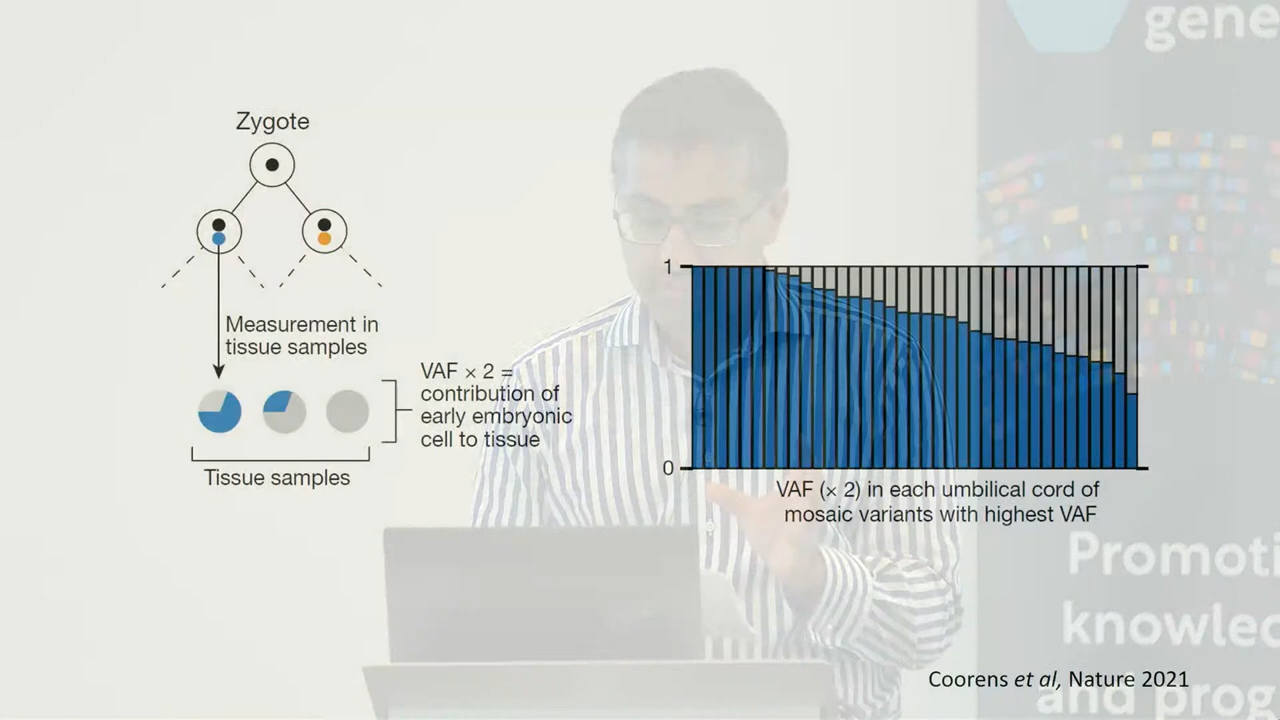 gene
Zygote
Measurement in
tissue samples
VAF × 2 =
contribution of
early embryonic
cell to tissue
Tissue samples
1
0
VAF (× 2) in each umbilical cord of
mosaic variants with highest VAF
Promoti
knowled
and prog
Coorens et al, Nature 2021